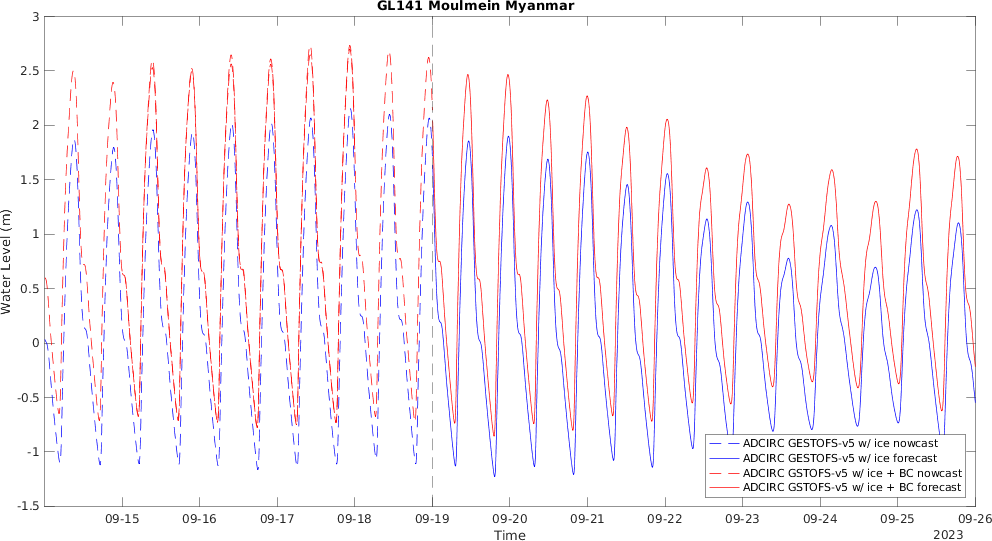 GL141 Moulmein Myanmar
3
2.5
2
1.5
1
0.5
0
-0.5
-1
-1.5
Water Level (m)
ADCIRC GESTOFS-v5 w/ ice nowcast
ADCIRC GESTOFS-v5 w/ ice forecast
ADCIRC GSTOFS-v5 w/ ice + BC nowcast
ADCIRC GSTOFS-v5 w/ ice + BC forecast
09-15 09-16 09-17 09-18 09-19 09-20 09-21 09-22 09-23 09-24 09-25 09-26
Time
2023